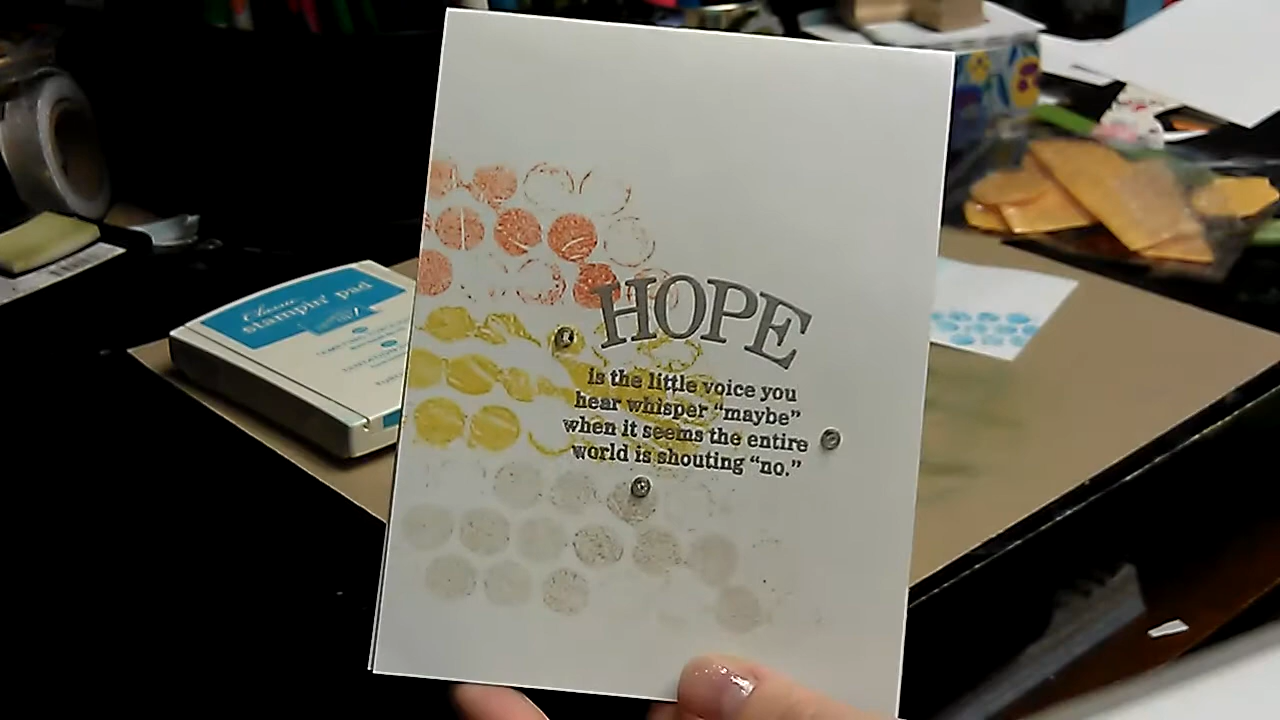 HOPE
is the little voice you
hear whisper "maybe"
when it seems the entire
world is shouting "no."
Classic
stampin' pad